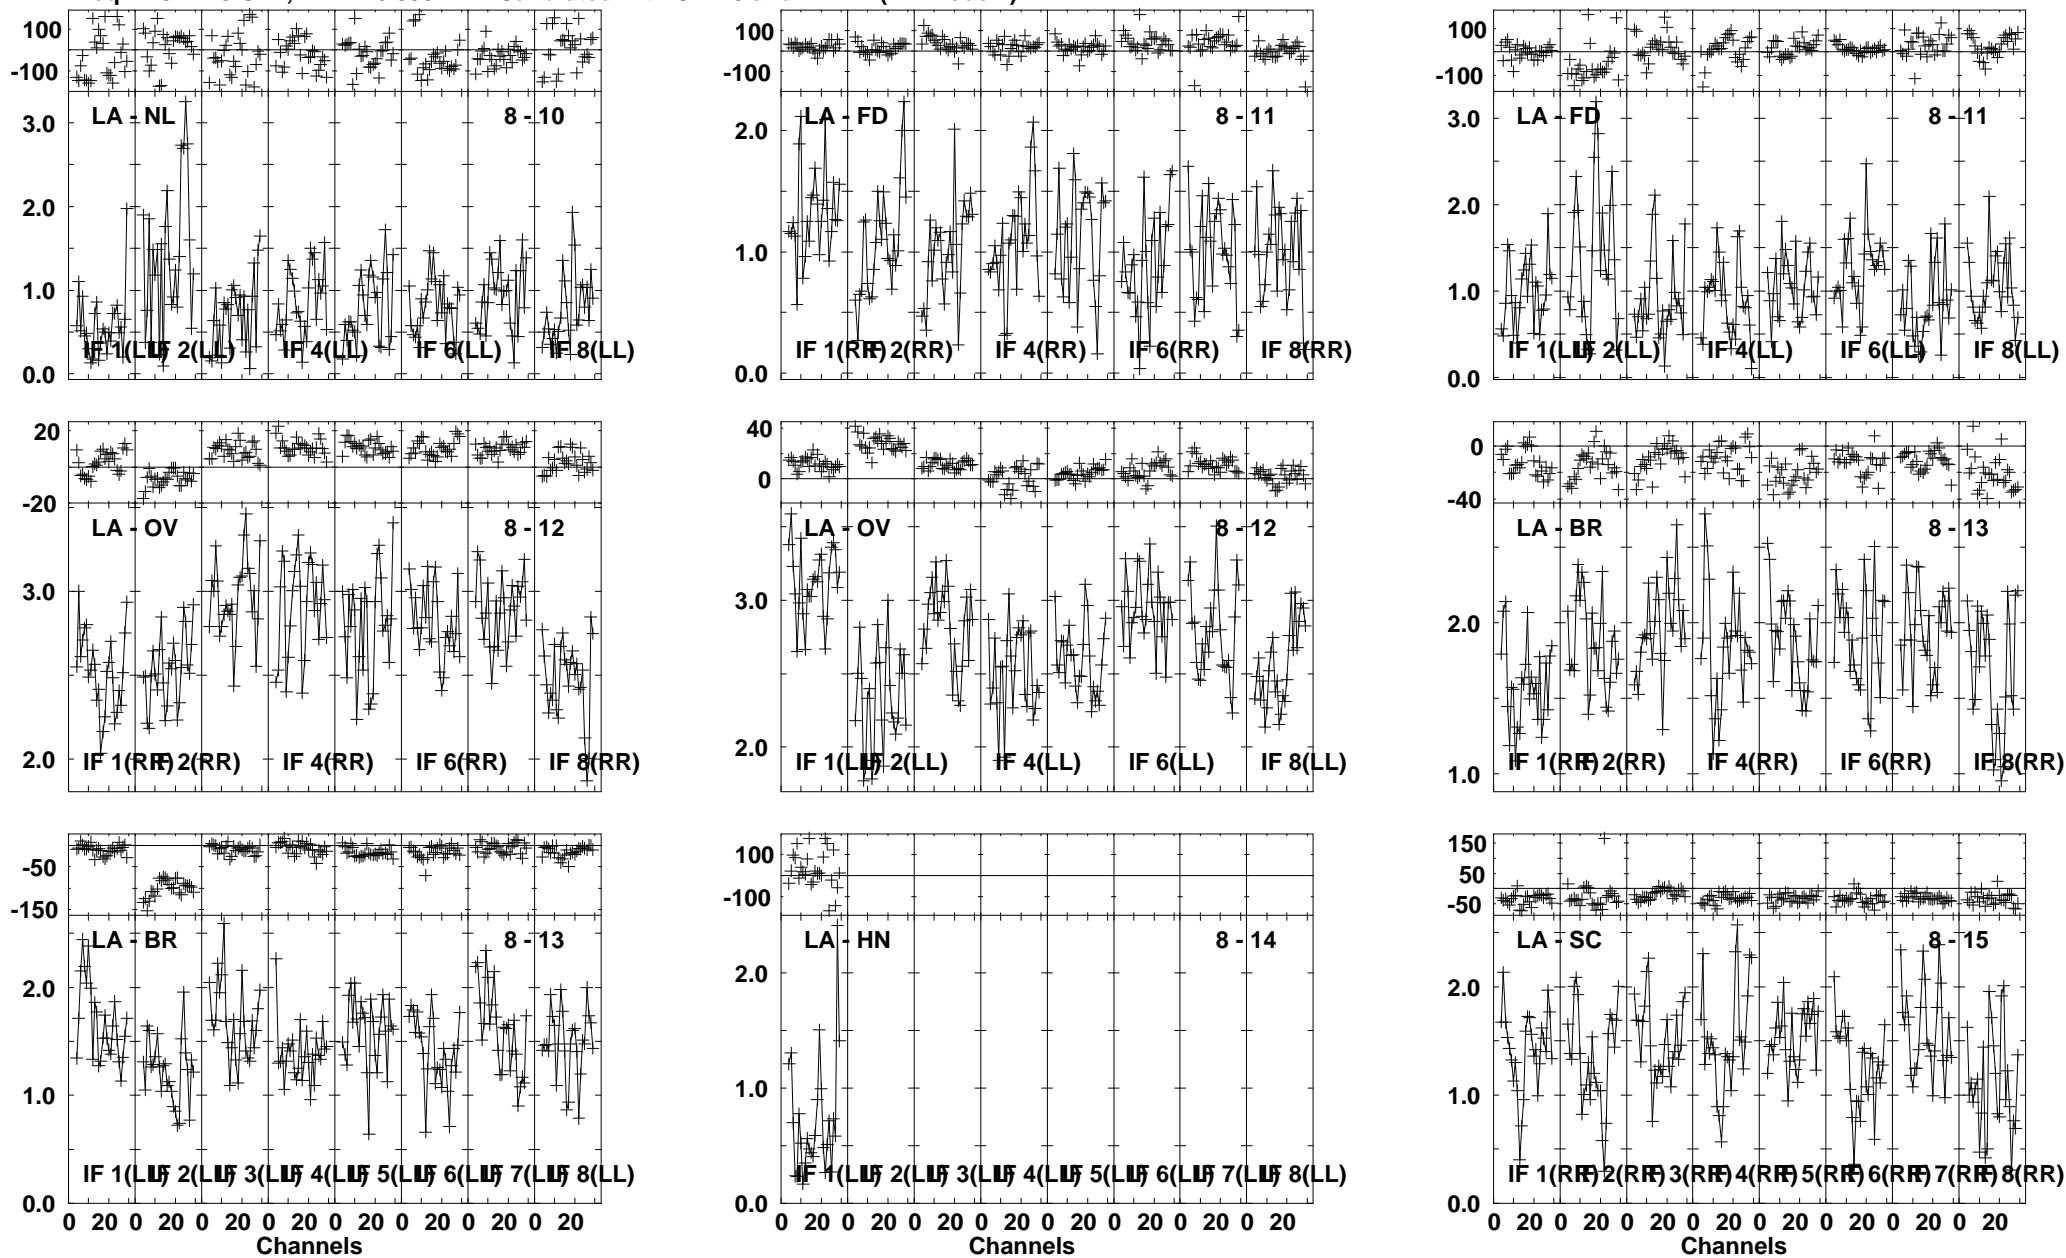 100
-100
LA - NL 8 - 10
3.0
2.0
1.0
0.0
IF 1(LL) IF 2(LL) IF 4(LL) IF 6(LL) IF 8(LL)
100
-100
LA - FD 8 - 11
2.0
1.0
0.0
IF 1(RR) IF 2(RR) IF 4(RR) IF 6(RR) IF 8(RR)
100
-100
LA - FD 8 - 11
3.0
2.0
1.0
0.0
IF 1(LL) IF 2(LL) IF 4(LL) IF 6(LL) IF 8(LL)
20
-20
LA - OV 8 - 12
3.0
2.0
IF 1(RR) IF 2(RR) IF 4(RR) IF 6(RR) IF 8(RR)
40
0
LA - OV 8 - 12
3.0
2.0
IF 1(LL) IF 2(LL) IF 4(LL) IF 6(LL) IF 8(LL)
0
-40
LA - BR 8 - 13
2.0
1.0
IF 1(RR) IF 2(RR) IF 4(RR) IF 6(RR) IF 8(RR)
-50
-150
LA - BR 8 - 13
2.0
1.0
0.0
IF 1(LL) IF 2(LL) IF 3(LL) IF 4(LL) IF 5(LL) IF 6(LL) IF 7(LL) IF 8(LL)
0 20 0 20 0 20 0 20 0 20 0 20 0 20 0 20
Channels
100
-100
LA - HN 8 - 14
2.0
1.0
0.0
IF 1(LL) IF 2(LL) IF 3(LL) IF 4(LL) IF 5(LL) IF 6(LL) IF 7(LL) IF 8(LL)
0 20 0 20 0 20 0 20 0 20 0 20 0 20 0 20
Channels
150
50
-50
LA - SC 8 - 15
2.0
1.0
0.0
IF 1(RR) IF 2(RR) IF 3(RR) IF 4(RR) IF 5(RR) IF 6(RR) IF 7(RR) IF 8(RR)
0 20 0 20 0 20 0 20 0 20 0 20 0 20 0 20
Channels